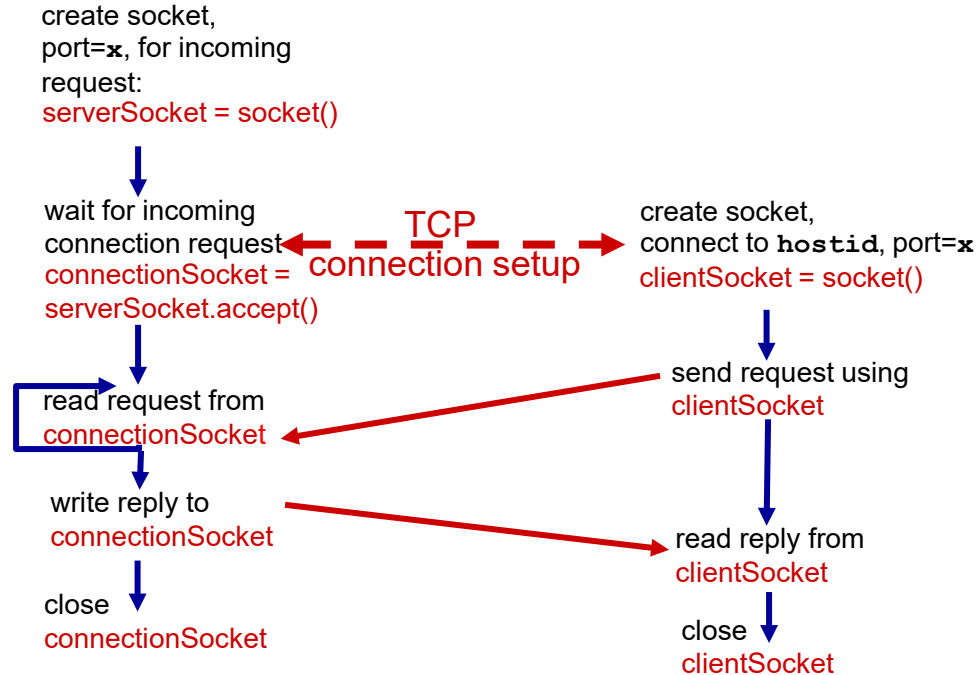 create socket,
port=x, for incoming
request:
serverSocket = socket()
wait for incoming
connection request
connectionSocket =
serverSocket.accept()
TCP
connection setup
create socket,
connect to hostid, port=x
clientSocket = socket()
read request from
connectionSocket
send request using
clientSocket
write reply to
connectionSocket
read reply from
clientSocket
close
connectionSocket
close
clientSocket